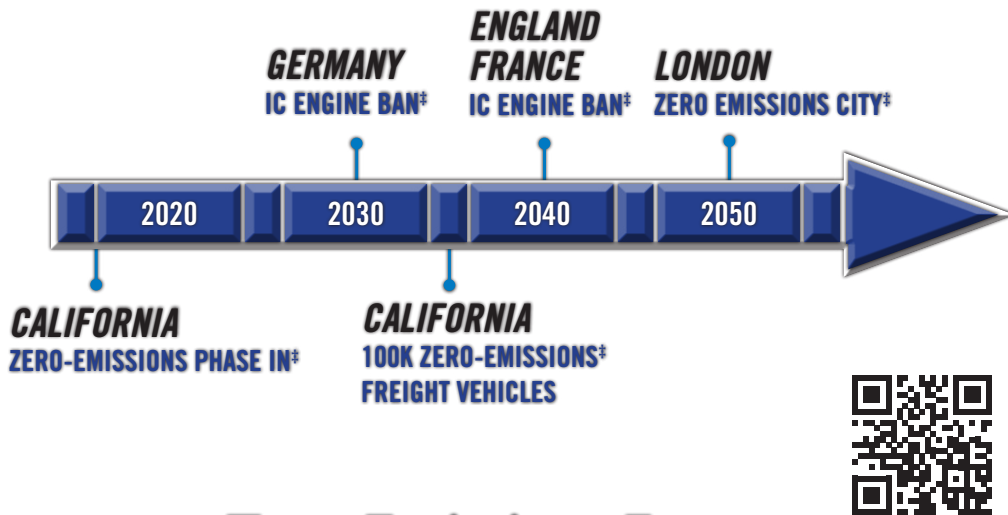 GERMANY
IC ENGINE BAN‡
ENGLAND
FRANCE
IC ENGINE BAN‡
LONDON
ZERO EMISSIONS CITY‡
2020
2030
2040
2050
CALIFORNIA
ZERO-EMISSIONS PHASE IN‡
CALIFORNIA
100K ZERO-EMISSIONS‡
FREIGHT VEHICLES